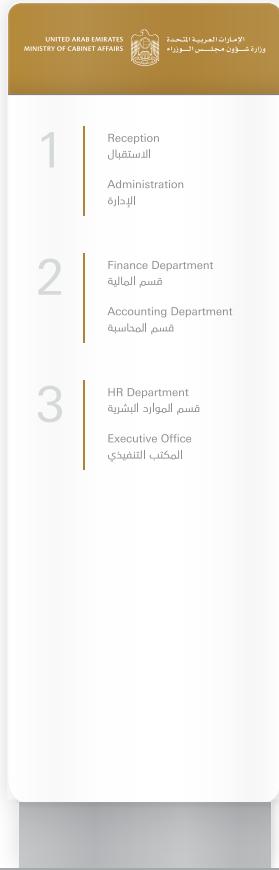 UNITED ARAB EMIRATES
MINISTRY OF CABINET AFFAIRS
الإمارات العربية المتحدة
وزارة شؤون مجلس الوزراء
1
Reception
الاستقبال
Administration
الإدارة
2
Finance Department
قسم المالية
Accounting Department
قسم المحاسبة
3
HR Department
قسم الموارد البشرية
Executive Office
المكتب التنفيذي